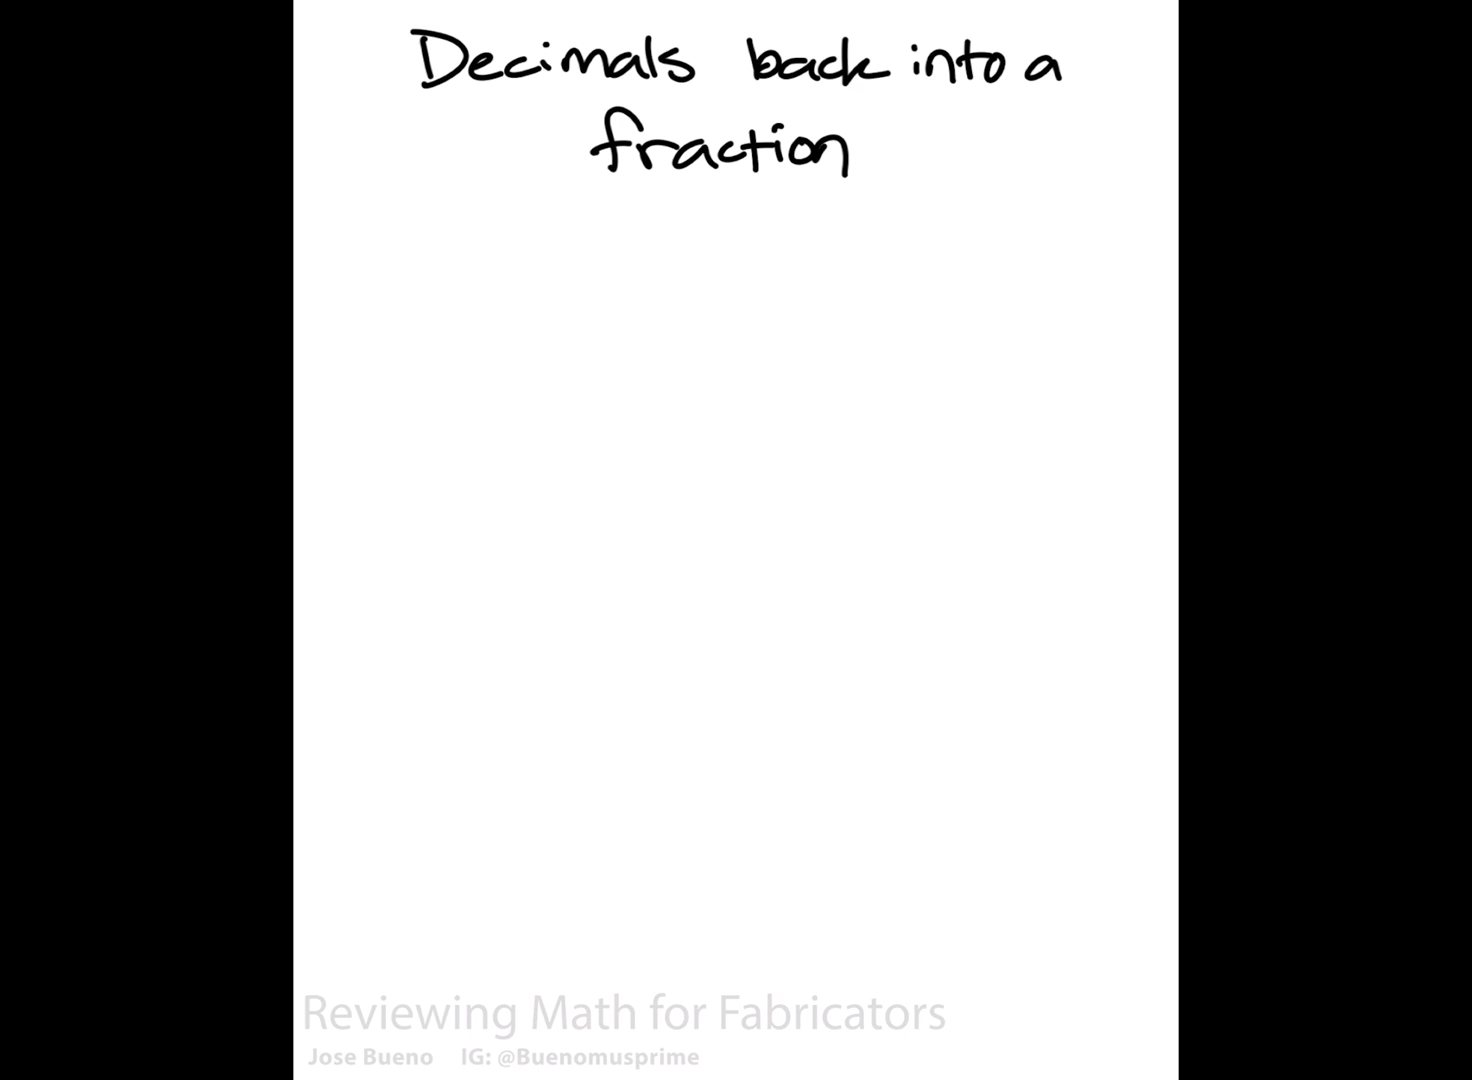 Decimals back into a
fraction
Reviewing Math for Fabricators
Jose Bueno IG: @Buenomusprime